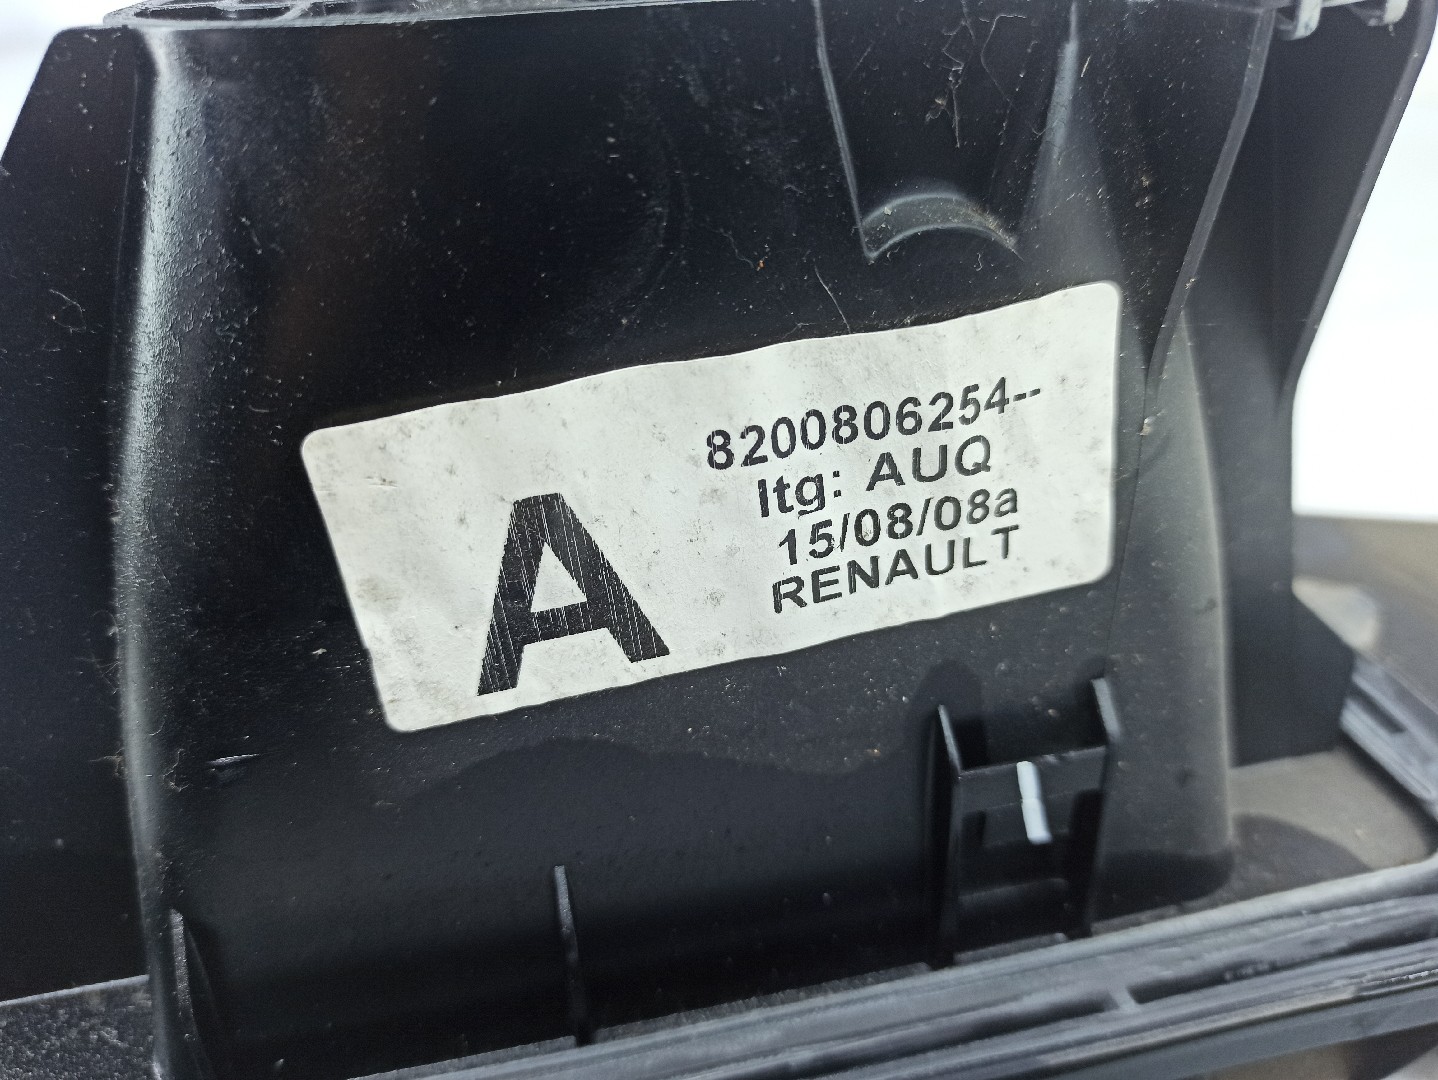 8200806254--
Itg: AUQ
15/08/08a
RENAULT
A